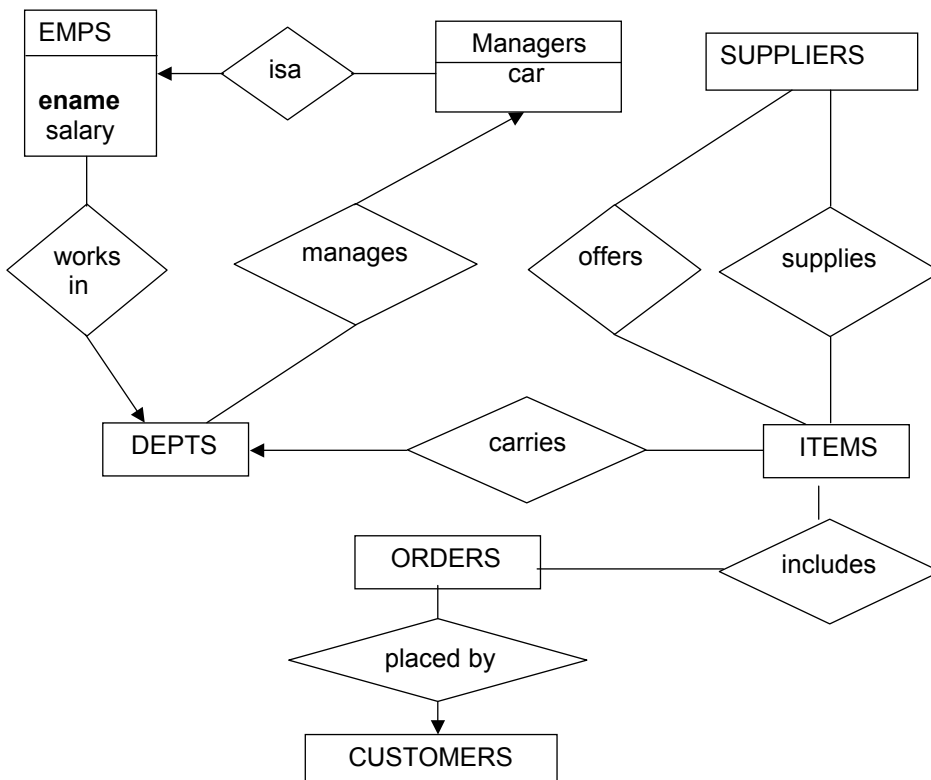 EMPS
ename
salary
isa
Managers
car
SUPPLIERS
works
in
manages
offers
supplies
DEPTS
carries
ITEMS
ORDERS
includes
placed by
CUSTOMERS